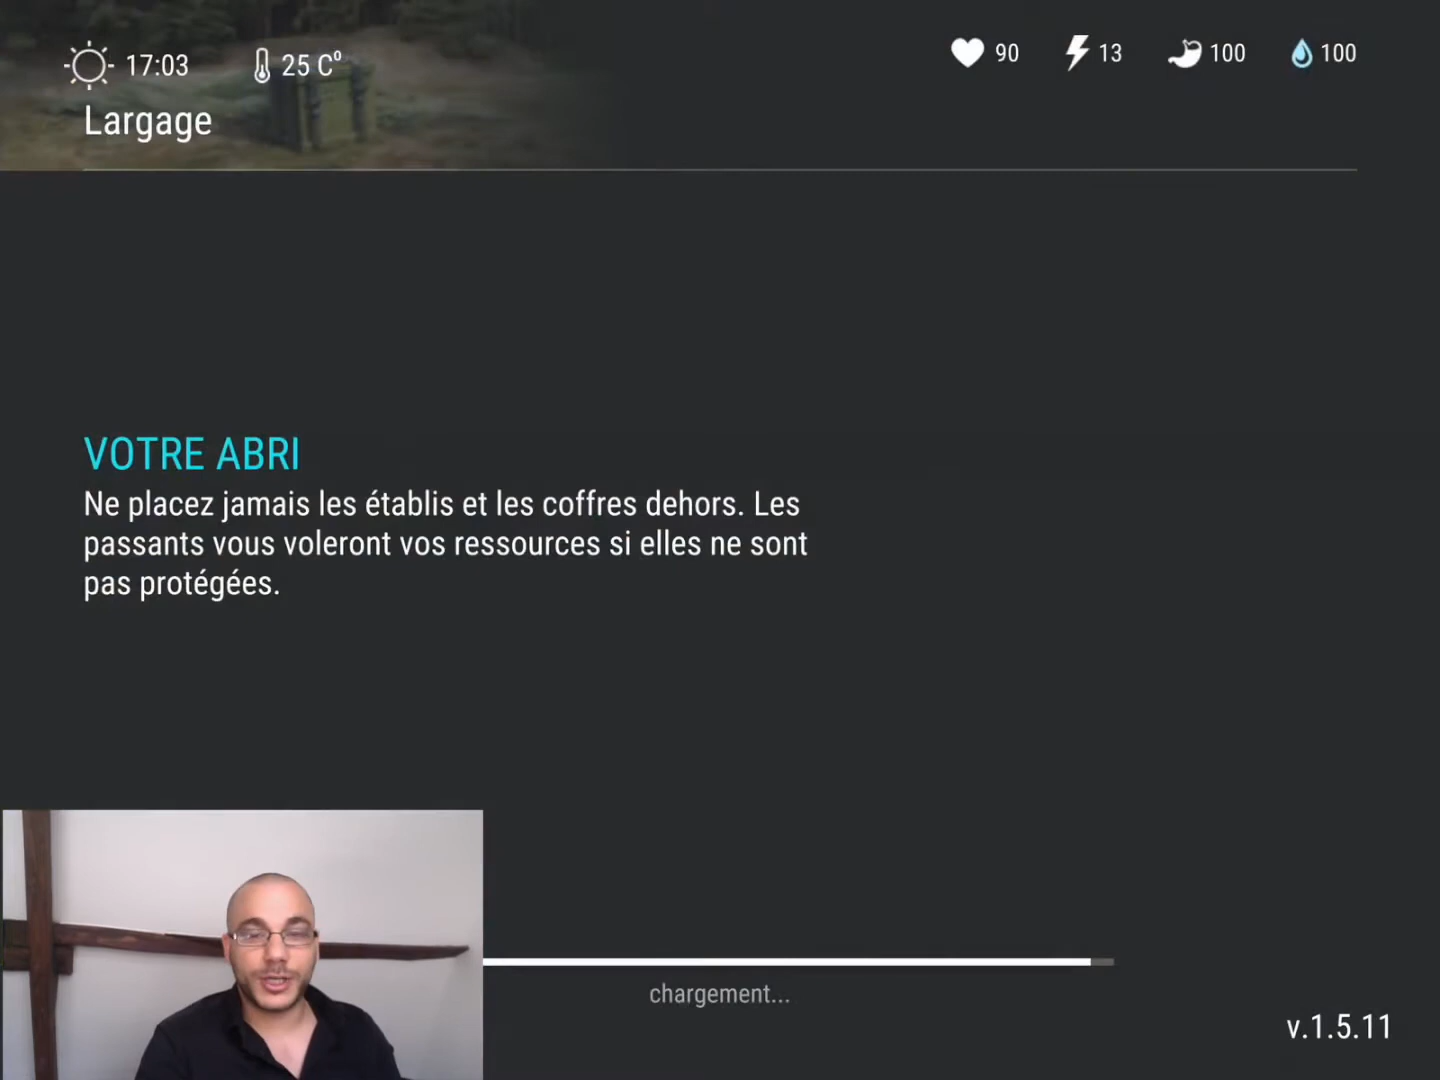 17:03
25 C⁰
90
13
100
100
Largage
VOTRE ABRI
Ne placez jamais les établis et les coffres dehors. Les
passants vous voleront vos ressources si elles ne sont
pas protégées.
chargement...
v.1.5.11